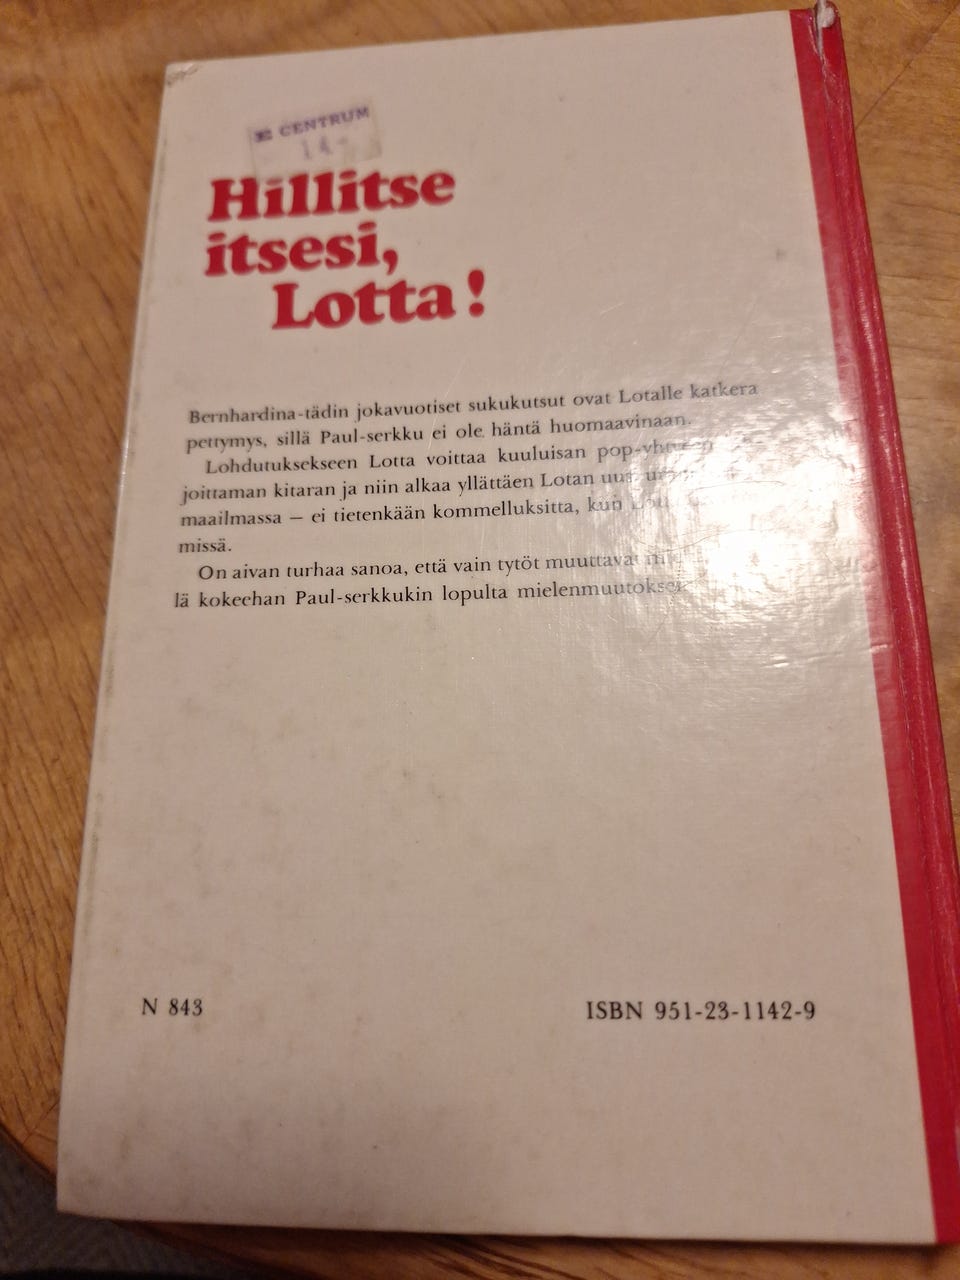 CENTRUM
14-
Hillitse
itsesi,
Lotta!
Bernhardina-tädin jokavuotiset sukukutsut ovat Lotalle katkera
pettymys, sillä Paul-serkku ei ole häntä huomaavinaan.
Lohdutuksekseen Lotta voittaa kuuluisan
joittaman kitaran ja niin alkaa yllättäen Lotan
maailmassa – ei tietenkään kommelluksitta, kun
missä.
On aivan turhaa sanoa, että vain tytöt
lä kokeehan Paul-serkkukin lopulta
N 843
ISBN 951-23-1142-9